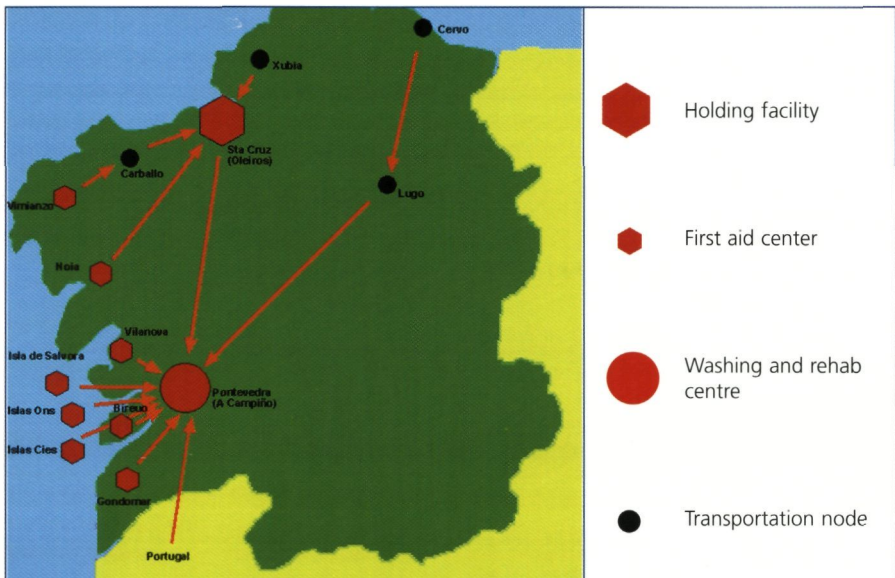 Cervo
Xubia
Sta Cruz
(Oleiros)
Carballo
Lugo
Vimianzo
Noia
Vilanova
Isla de Salvora
Pontevedra
(A Campiño)
Islas Ons
Islas Cies
Gondomar
Portugal
Holding facility
First aid center
Washing and rehab
centre
Transportation node